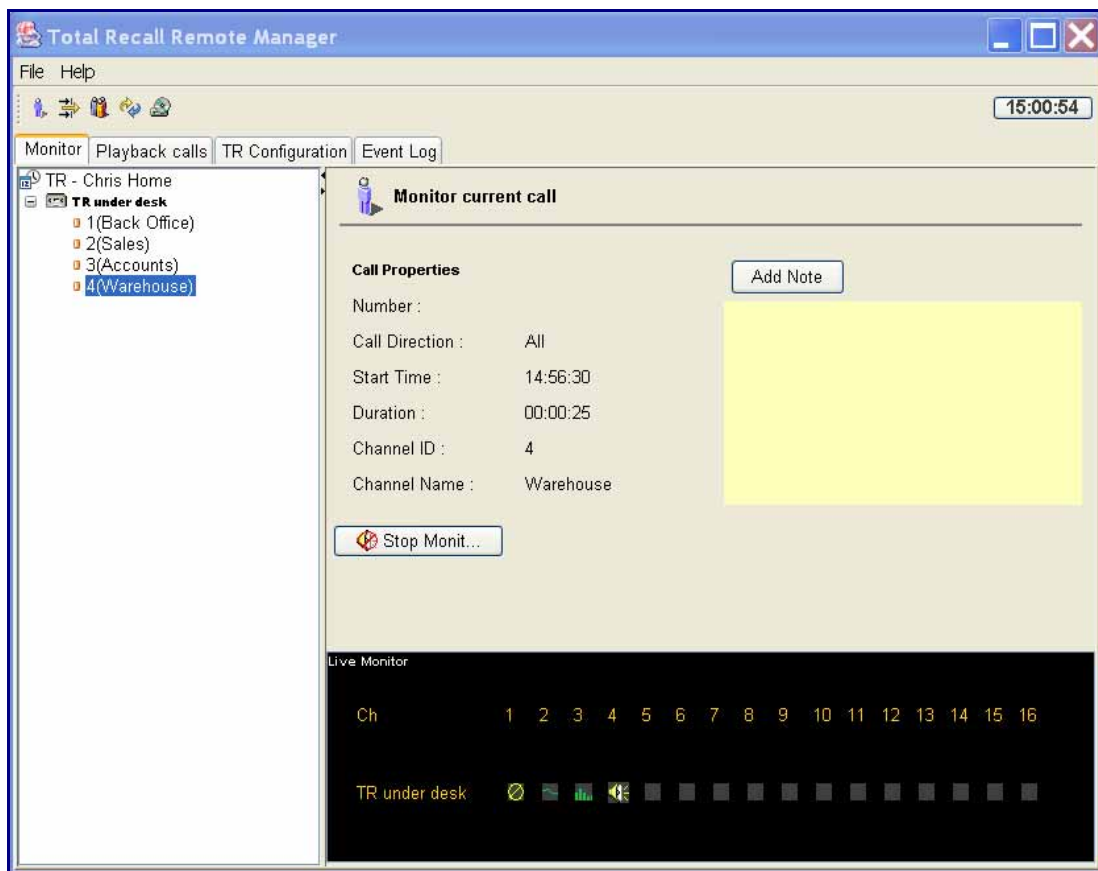 Total Recall Remote Manager
File Help
15:00:54
Monitor Playback calls TR Configuration Event Log
TR - Chris Home
TR under desk
1(Back Office)
2(Sales)
3(Accounts)
4(Warehouse)
Monitor current call
Call Properties
Add Note
Number :
Call Direction : All
Start Time : 14:56:30
Duration : 00:00:25
Channel ID : 4
Channel Name : Warehouse
Stop Monit...
Live Monitor
Ch 1 2 3 4 5 6 7 8 9 10 11 12 13 14 15 16
TR under desk